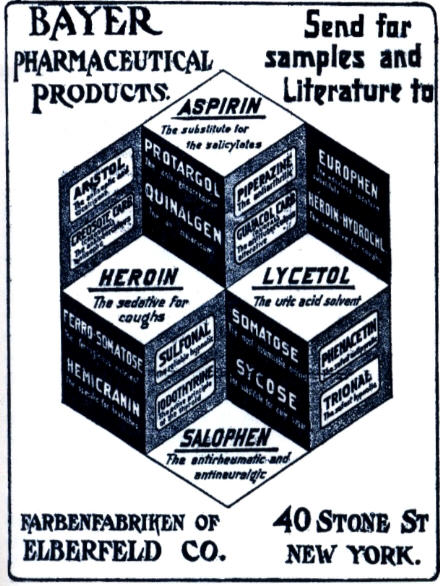 BAYER
PHARMACEUTICAL
PRODUCTS.
Send for
samples and
Literature to
ASPIRIN
The substitute for
the salicylates
ARISTOL
CREOSOTE CARB
PROTARGOL
QUINALGEN
PIPERAZINE
The antiarthritic
GUAIACOL CARB
EUROPHEN
HEROIN-HYDROCHL.
HEROIN
The sedative for
coughs
LYCETOL
The uric acid solvent
FERRO-SOMATOSE
HEMICRANIN
SULFONAL
IODOTHYRINE
SOMATOSE
SYCOSE
PHENACETIN
TRIONAL
SALOPHEN
The antirheumatic and
antineuralgic
FARBENFABRIKEN OF
ELBERFELD CO.
40 STONE ST
NEW YORK.